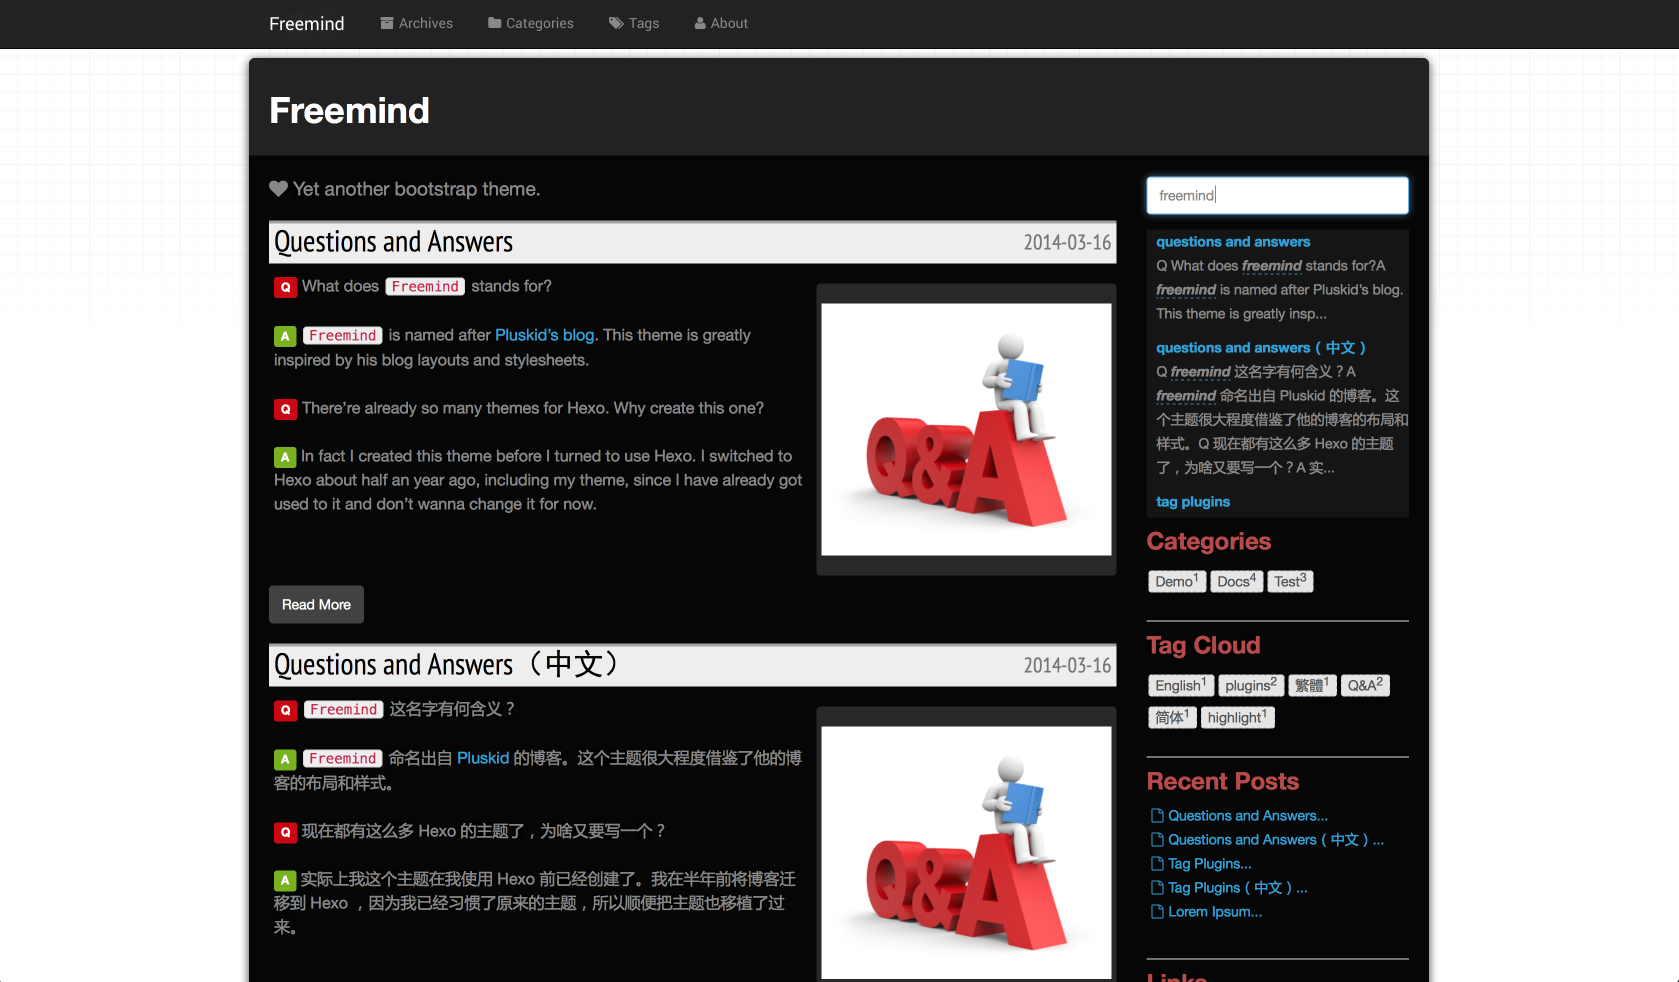 Freemind Archives Categories Tags About
Freemind
Yet another bootstrap theme.
Questions and Answers 2014-03-16
Q What does Freemind stands for?
A Freemind is named after Pluskid’s blog. This theme is greatly
inspired by his blog layouts and stylesheets.
Q There’re already so many themes for Hexo. Why create this one?
A In fact I created this theme before I turned to use Hexo. I switched to
Hexo about half an year ago, including my theme, since I have already got
used to it and don’t wanna change it for now.
Q&A
Read More
Questions and Answers（中文） 2014-03-16
Q Freemind 这名字有何含义？
A Freemind 命名出自 Pluskid 的博客。这个主题很大程度借鉴了他的博
客的布局和样式。
Q 现在都有这么多 Hexo 的主题了，为啥又要写一个？
A 实际上我这个主题在我使用 Hexo 前已经创建了。我在半年前将博客迁
移到 Hexo ，因为我已经习惯了原来的主题，所以顺便把主题也移植了过
来。
Q&A
freemind
questions and answers
Q What does freemind stands for?A
freemind is named after Pluskid’s blog.
This theme is greatly insp...
questions and answers（中文）
Q freemind 这名字有何含义？A
freemind 命名出自 Pluskid 的博客。这
个主题很大程度借鉴了他的博客的布局和
样式。Q 现在都有这么多 Hexo 的主题
了，为啥又要写一个？A 实...
tag plugins
Categories
Demo1 Docs4 Test3
Tag Cloud
English1 plugins2 繁體1 Q&A2
简体1 highlight1
Recent Posts
Questions and Answers...
Questions and Answers（中文）...
Tag Plugins...
Tag Plugins（中文）...
Lorem Ipsum...
Links